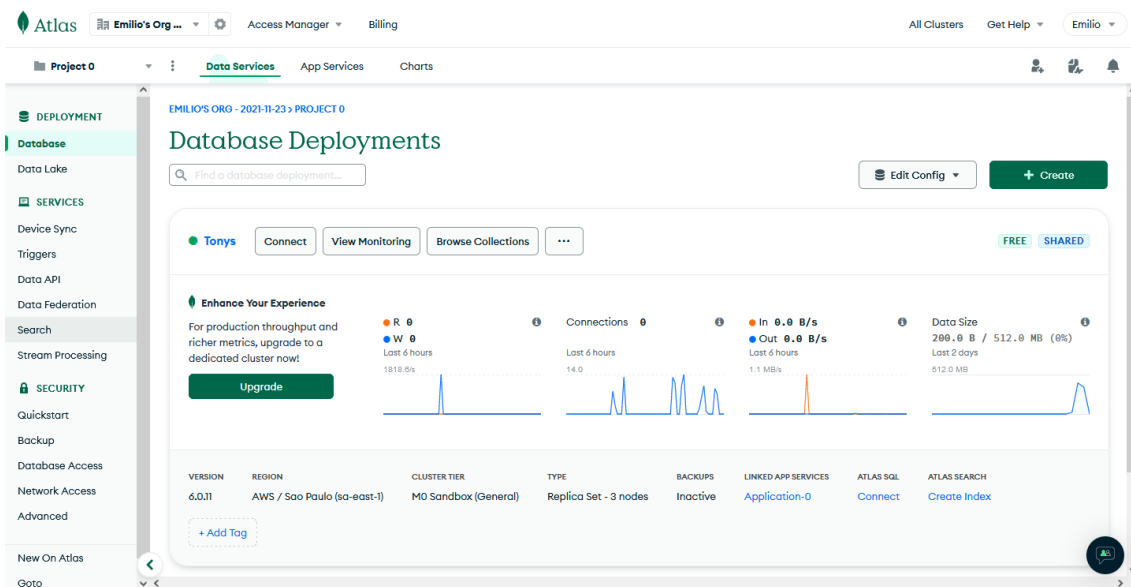 Atlas
Emilio's Org ...
Access Manager
Billing
All Clusters
Get Help
Emilio
Project 0
Data Services
App Services
Charts
DEPLOYMENT
Database
Data Lake
SERVICES
Device Sync
Triggers
Data API
Data Federation
Search
Stream Processing
SECURITY
Quickstart
Backup
Database Access
Network Access
Advanced
New On Atlas
Goto
EMILIO'S ORG - 2021-11-23 > PROJECT 0
Database Deployments
Find a database deployment...
Edit Config
+ Create
Tonys
Connect
View Monitoring
Browse Collections
...
FREE
SHARED
Enhance Your Experience
For production throughput and
richer metrics, upgrade to a
dedicated cluster now!
Upgrade
R 0
W 0
Last 6 hours
1818.6/s
Connections 0
Last 6 hours
14.0
In 0.0 B/s
Out 0.0 B/s
Last 6 hours
1.1 MB/s
Data Size
200.0 B / 512.0 MB (0%)
Last 2 days
512.0 MB
VERSION
6.0.11
REGION
AWS / Sao Paulo (sa-east-1)
CLUSTER TIER
M0 Sandbox (General)
TYPE
Replica Set - 3 nodes
BACKUPS
Inactive
LINKED APP SERVICES
Application-0
ATLAS SQL
Connect
ATLAS SEARCH
Create Index
+ Add Tag